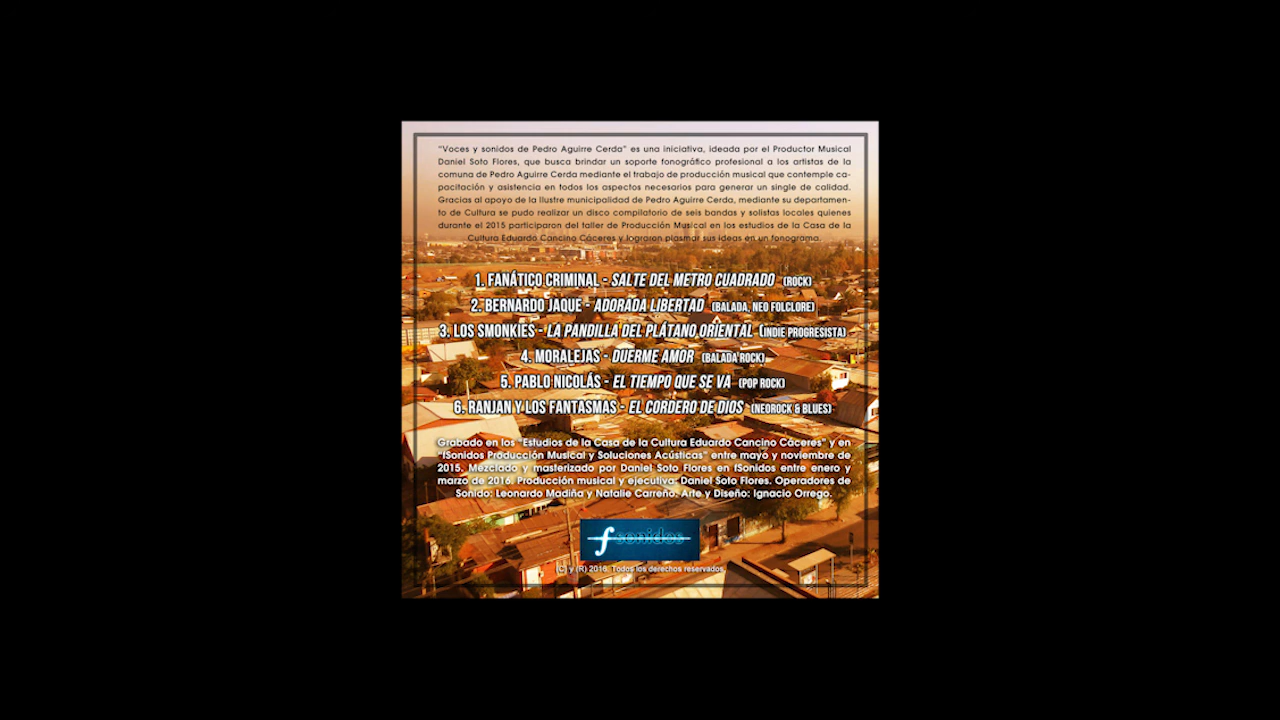 "Voces y sonidos de Pedro Aguirre Cerda" es una iniciativa, ideada por el Productor Musical
Daniel Soto Flores, que busca brindar un soporte fonográfico profesional a los artistas de la
comuna de Pedro Aguirre Cerda mediante el trabajo de producción musical que contemple ca-
pacitación y asistencia en todos los aspectos necesarios para generar un single de calidad.
Gracias al apoyo de la Ilustre municipalidad de Pedro Aguirre Cerda, mediante su departamen-
to de Cultura se pudo realizar un disco compilatorio de seis bandas y solistas locales quienes
durante el 2015 participaron del taller de Producción Musical en los estudios de la Casa de la
Cultura Eduardo Cancino Cáceres y lograron plasmar sus ideas en un fonograma.
1. FANÁTICO CRIMINAL - SALTE DEL METRO CUADRADO (ROCK)
2. BERNARDO JAQUE - ADORADA LIBERTAD (BALADA, NEO FOLCLORE)
3. LOS SMONKIES - LA PANDILLA DEL PLÁTANO ORIENTAL (INDIE PROGRESISTA)
4. MORALEJAS - DUERME AMOR (BALADA ROCK)
5. PABLO NICOLÁS - EL TIEMPO QUE SE VA (POP ROCK)
6. RANJAN Y LOS FANTASMAS - EL CORDERO DE DIOS (NEOROCK & BLUES)
Grabado en los "Estudios de la Casa de la Cultura Eduardo Cancino Cáceres" y en
"fSonidos Producción Musical y Soluciones Acústicas" entre mayo y noviembre de
2015. Mezclado y masterizado por Daniel Soto Flores en fSonidos entre enero y
marzo de 2016. Producción musical y ejecutiva: Daniel Soto Flores. Operadores de
Sonido: Leonardo Madiña y Natalie Carreño. Arte y Diseño: Ignacio Orrego.
fsonidos
(C) y (R) 2016. Todos los derechos reservados.